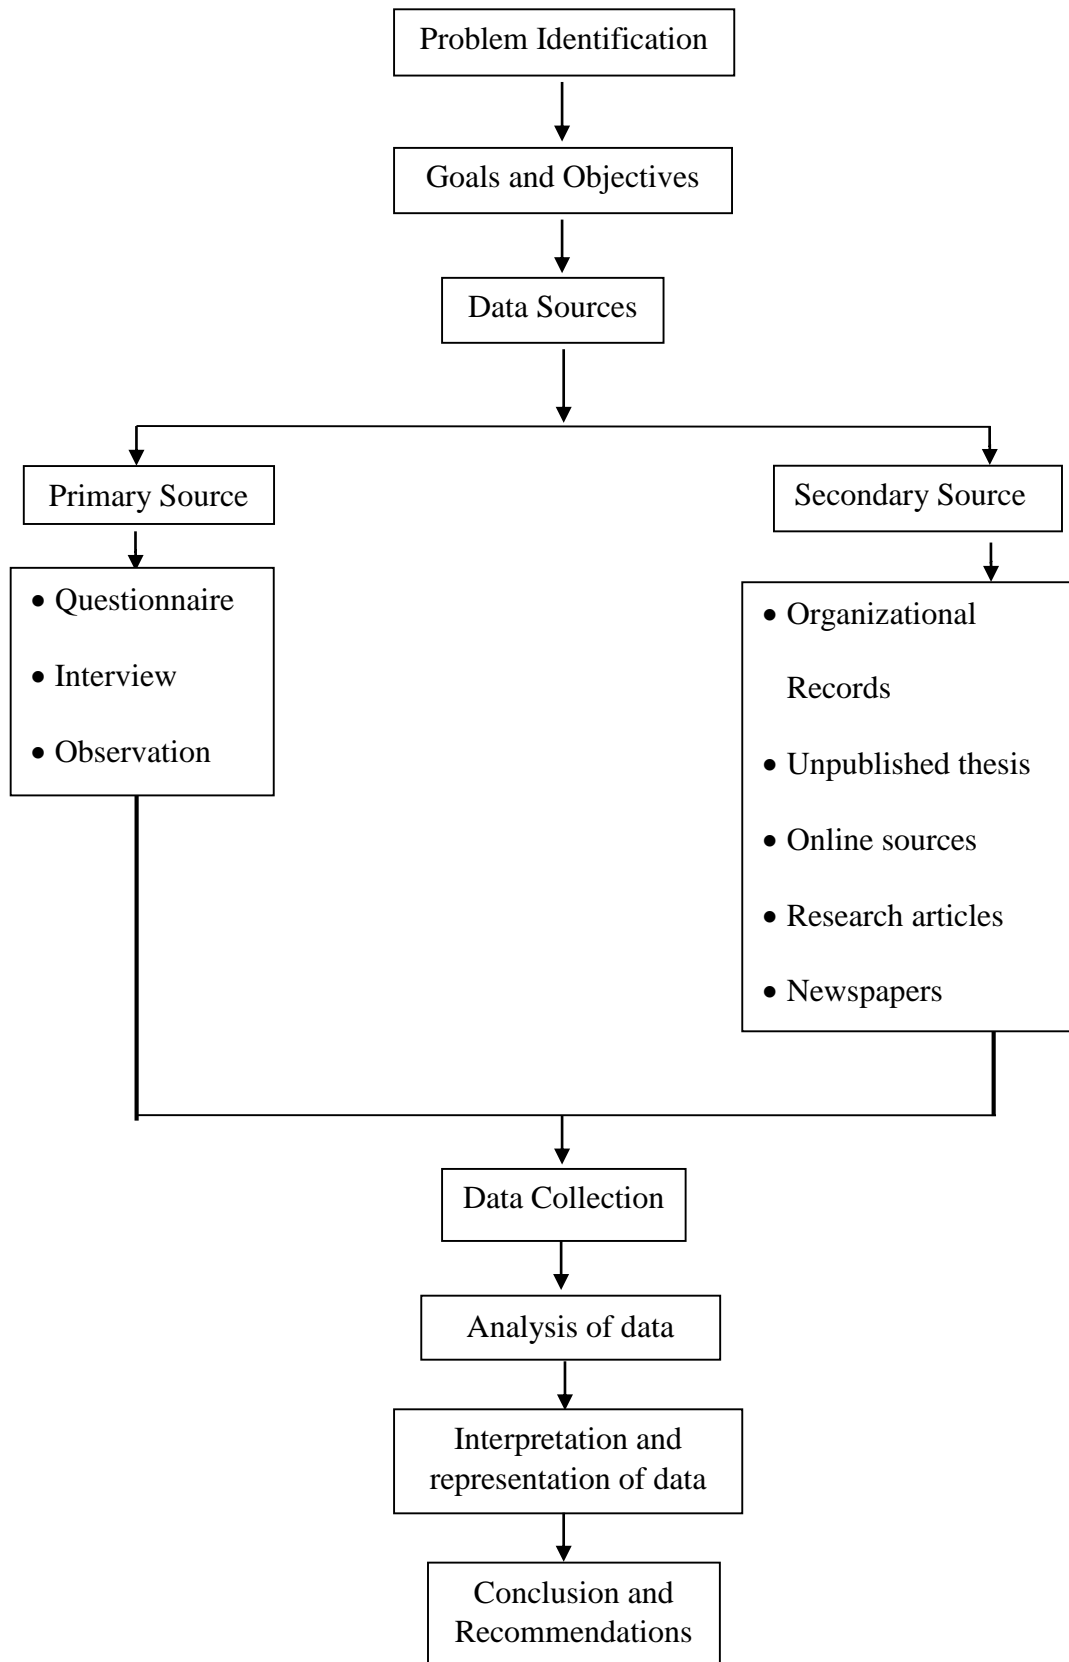 Problem Identification
Goals and Objectives
Data Sources
Primary Source
• Questionnaire
• Interview
• Observation
Secondary Source
• Organizational
Records
• Unpublished thesis
• Online sources
• Research articles
• Newspapers
Data Collection
Analysis of data
Interpretation and
representation of data
Conclusion and
Recommendations